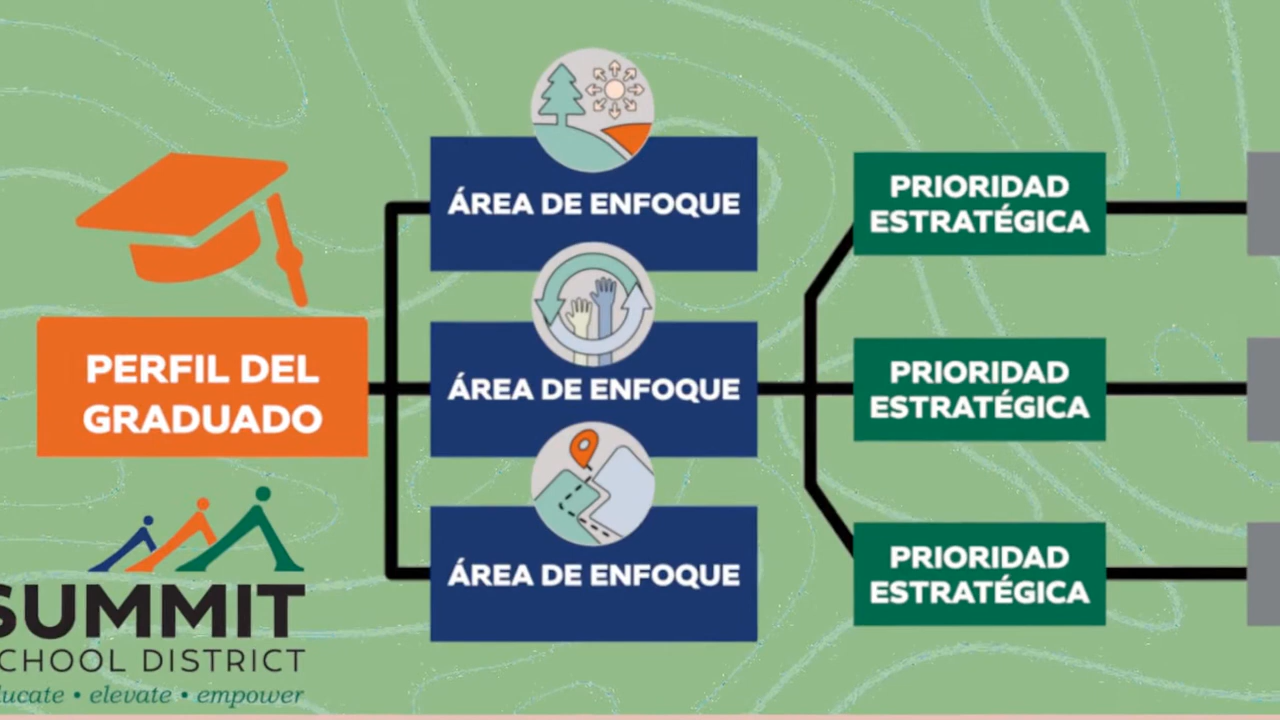 PERFIL DEL
GRADUADO
ÁREA DE ENFOQUE
ÁREA DE ENFOQUE
ÁREA DE ENFOQUE
PRIORIDAD
ESTRATÉGICA
PRIORIDAD
ESTRATÉGICA
PRIORIDAD
ESTRATÉGICA
SUMMIT
CHOOL DISTRICT
ducate • elevate • empower